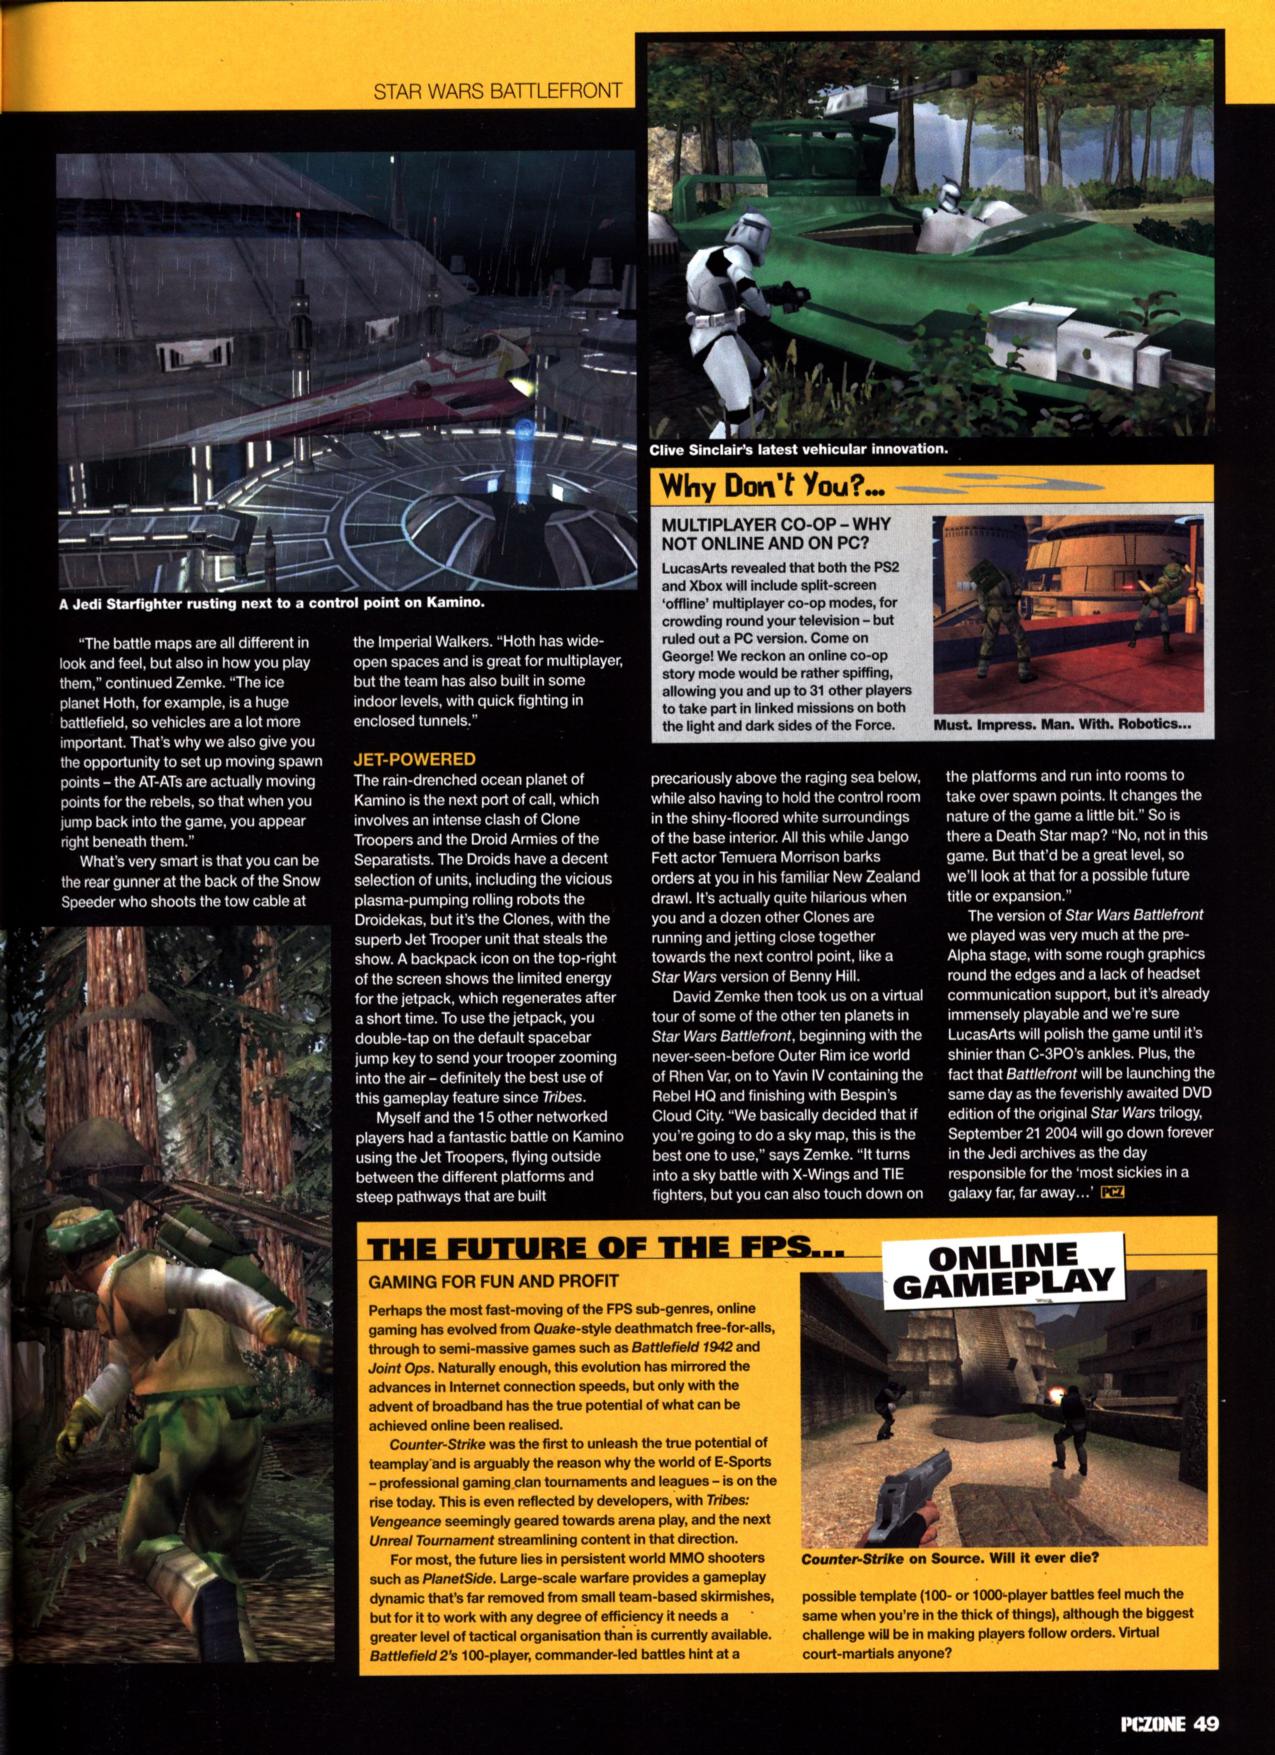 STAR WARS BATTLEFRONT
A Jedi Starfighter rusting next to a control point on Kamino.
Clive Sinclair's latest vehicular innovation.
Why Don't You?...
MULTIPLAYER CO-OP – WHY
NOT ONLINE AND ON PC?
LucasArts revealed that both the PS2
and Xbox will include split-screen
'offline' multiplayer co-op modes, for
crowding round your television – but
ruled out a PC version. Come on
George! We reckon an online co-op
story mode would be rather spiffing,
allowing you and up to 31 other players
to take part in linked missions on both
the light and dark sides of the Force.
Must. Impress. Man. With. Robotics...
"The battle maps are all different in
look and feel, but also in how you play
them," continued Zemke. "The ice
planet Hoth, for example, is a huge
battlefield, so vehicles are a lot more
important. That's why we also give you
the opportunity to set up moving spawn
points – the AT-ATs are actually moving
points for the rebels, so that when you
jump back into the game, you appear
right beneath them."
What's very smart is that you can be
the rear gunner at the back of the Snow
Speeder who shoots the tow cable at
the Imperial Walkers. "Hoth has wide-
open spaces and is great for multiplayer,
but the team has also built in some
indoor levels, with quick fighting in
enclosed tunnels."
JET-POWERED
The rain-drenched ocean planet of
Kamino is the next port of call, which
involves an intense clash of Clone
Troopers and the Droid Armies of the
Separatists. The Droids have a decent
selection of units, including the vicious
plasma-pumping rolling robots the
Droidekas, but it's the Clones, with the
superb Jet Trooper unit that steals the
show. A backpack icon on the top-right
of the screen shows the limited energy
for the jetpack, which regenerates after
a short time. To use the jetpack, you
double-tap on the default spacebar
jump key to send your trooper zooming
into the air – definitely the best use of
this gameplay feature since Tribes.
Myself and the 15 other networked
players had a fantastic battle on Kamino
using the Jet Troopers, flying outside
between the different platforms and
steep pathways that are built
precariously above the raging sea below,
while also having to hold the control room
in the shiny-floored white surroundings
of the base interior. All this while Jango
Fett actor Temuera Morrison barks
orders at you in his familiar New Zealand
drawl. It's actually quite hilarious when
you and a dozen other Clones are
running and jetting close together
towards the next control point, like a
Star Wars version of Benny Hill.
David Zemke then took us on a virtual
tour of some of the other ten planets in
Star Wars Battlefront, beginning with the
never-seen-before Outer Rim ice world
of Rhen Var, on to Yavin IV containing the
Rebel HQ and finishing with Bespin's
Cloud City. "We basically decided that if
you're going to do a sky map, this is the
best one to use," says Zemke. "It turns
into a sky battle with X-Wings and TIE
fighters, but you can also touch down on
the platforms and run into rooms to
take over spawn points. It changes the
nature of the game a little bit." So is
there a Death Star map? "No, not in this
game. But that'd be a great level, so
we'll look at that for a possible future
title or expansion."
The version of Star Wars Battlefront
we played was very much at the pre-
Alpha stage, with some rough graphics
round the edges and a lack of headset
communication support, but it's already
immensely playable and we're sure
LucasArts will polish the game until it's
shinier than C-3PO's ankles. Plus, the
fact that Battlefront will be launching the
same day as the feverishly awaited DVD
edition of the original Star Wars trilogy,
September 21 2004 will go down forever
in the Jedi archives as the day
responsible for the 'most sickies in a
galaxy far, far away...' PCZ
THE FUTURE OF THE FPS...
ONLINE
GAMEPLAY
GAMING FOR FUN AND PROFIT
Perhaps the most fast-moving of the FPS sub-genres, online
gaming has evolved from Quake-style deathmatch free-for-alls,
through to semi-massive games such as Battlefield 1942 and
Joint Ops. Naturally enough, this evolution has mirrored the
advances in Internet connection speeds, but only with the
advent of broadband has the true potential of what can be
achieved online been realised.
Counter-Strike was the first to unleash the true potential of
teamplay and is arguably the reason why the world of E-Sports
– professional gaming clan tournaments and leagues – is on the
rise today. This is even reflected by developers, with Tribes:
Vengeance seemingly geared towards arena play, and the next
Unreal Tournament streamlining content in that direction.
For most, the future lies in persistent world MMO shooters
such as PlanetSide. Large-scale warfare provides a gameplay
dynamic that's far removed from small team-based skirmishes,
but for it to work with any degree of efficiency it needs a
greater level of tactical organisation than is currently available.
Battlefield 2's 100-player, commander-led battles hint at a
Counter-Strike on Source. Will it ever die?
possible template (100- or 1000-player battles feel much the
same when you're in the thick of things), although the biggest
challenge will be in making players follow orders. Virtual
court-martials anyone?
PCZONE 49